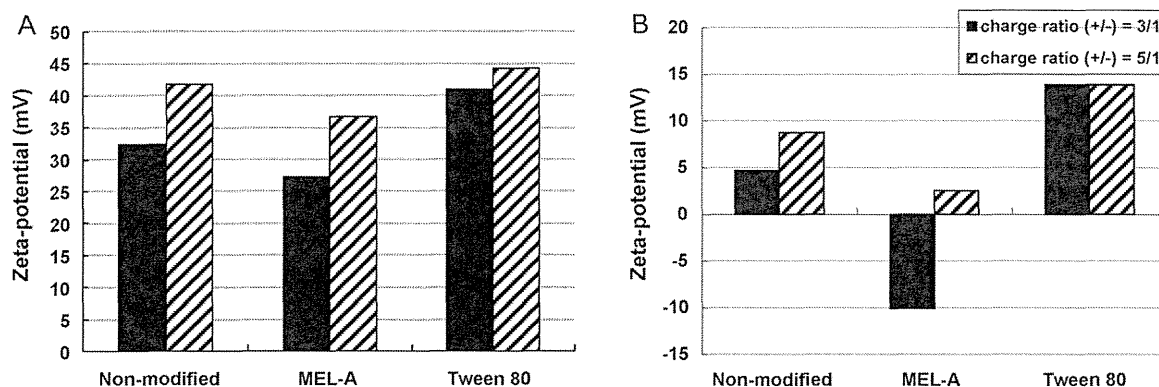 A
Zeta-potential (mV)
50
45
40
35
30
25
20
15
10
5
0
Non-modified MEL-A Tween 80
B
Zeta-potential (mV)
20
15
10
5
0
-5
-10
-15
charge ratio (+/-) = 3/1
charge ratio (+/-) = 5/1
Non-modified MEL-A Tween 80